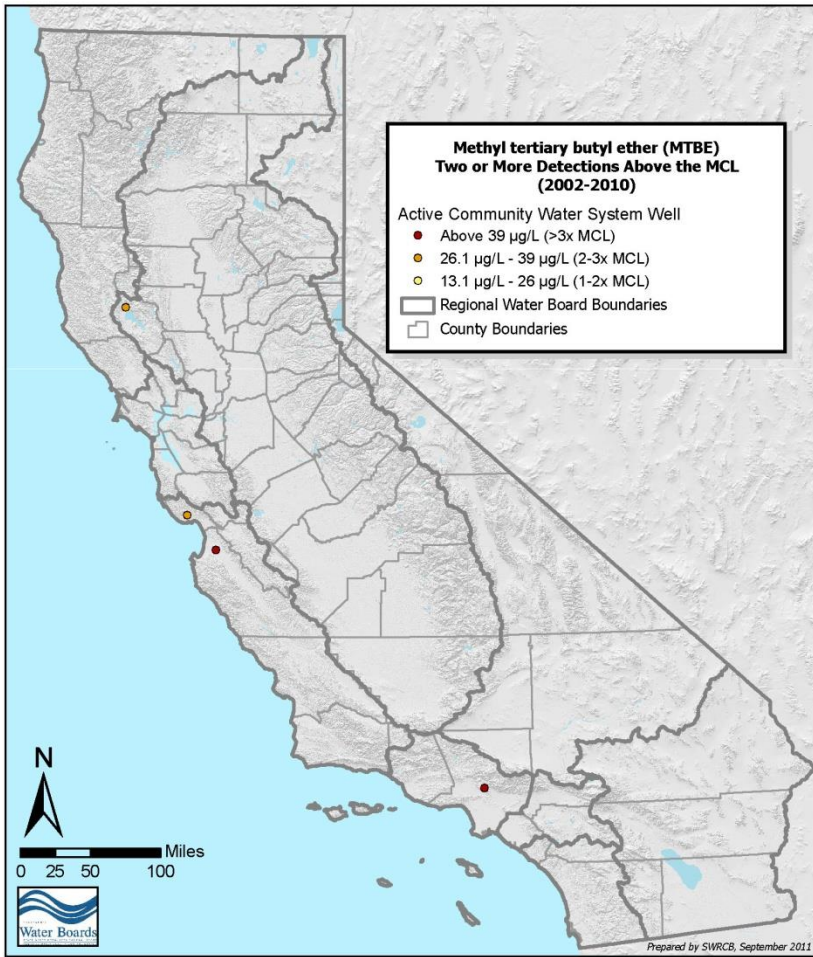 Methyl tertiary butyl ether (MTBE)
Two or More Detections Above the MCL
(2002-2010)
Active Community Water System Well
Above 39 µg/L (>3x MCL)
26.1 µg/L - 39 µg/L (2-3x MCL)
13.1 µg/L - 26 µg/L (1-2x MCL)
Regional Water Board Boundaries
County Boundaries
N
Miles
0 25 50 100
Water Boards
Prepared by SWRCB, September 2011